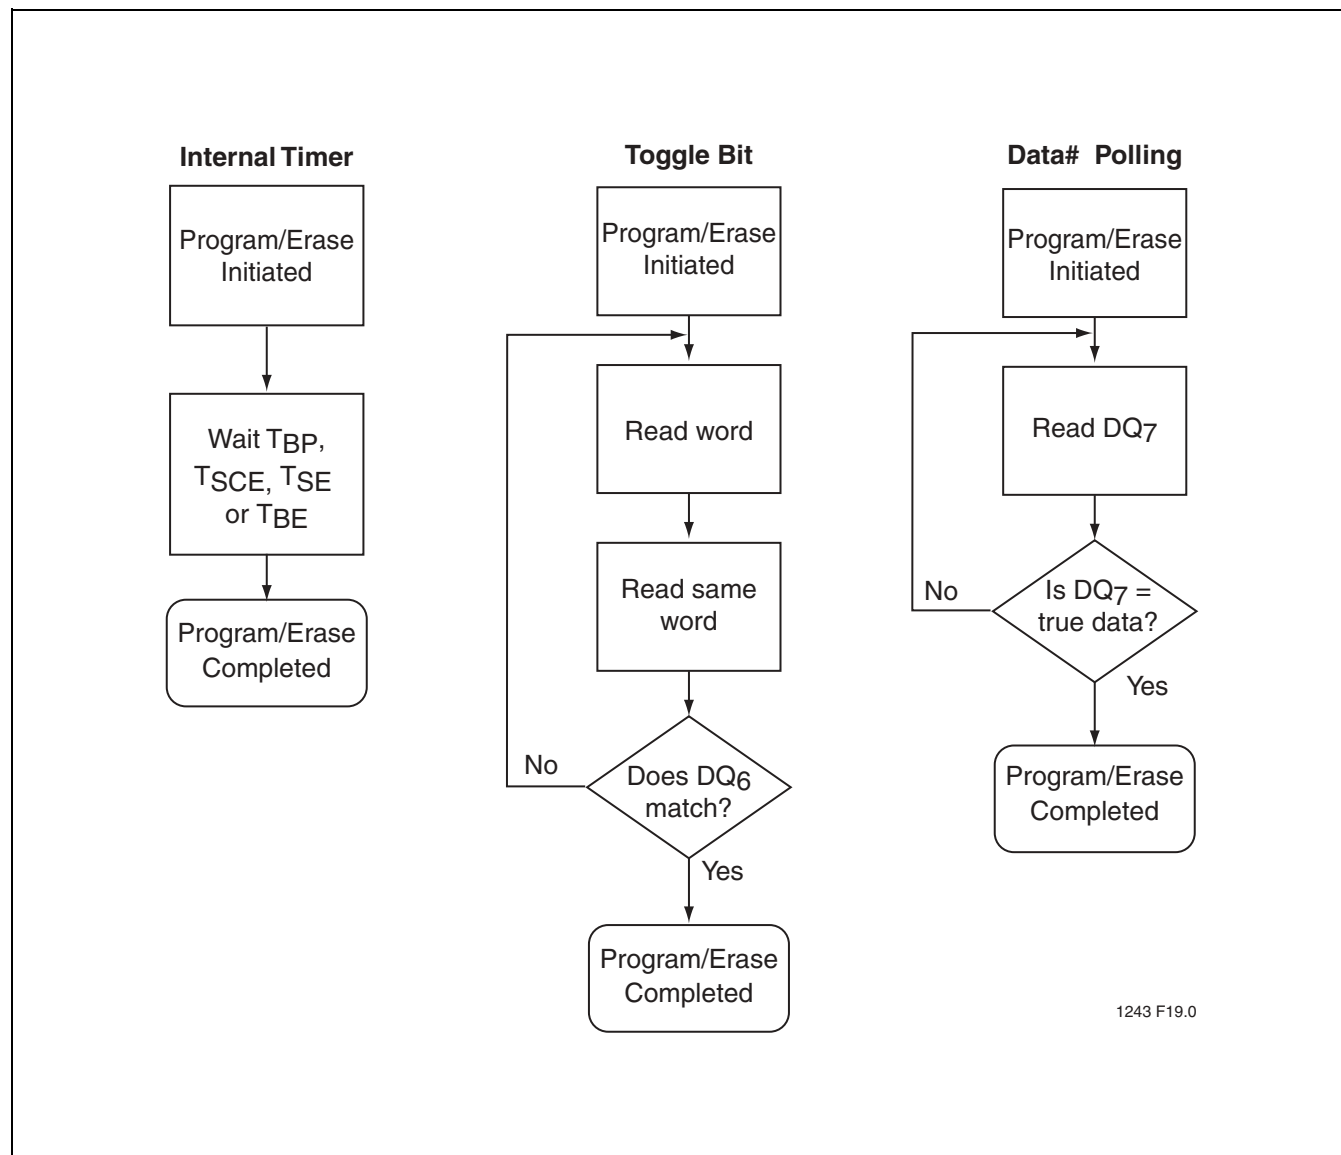 Internal Timer
Program/Erase
Initiated
Wait TBP,
TSCE, TSE
or TBE
Program/Erase
Completed
Toggle Bit
Program/Erase
Initiated
Read word
Read same
word
Does DQ6
match?
No
Yes
Program/Erase
Completed
Data# Polling
Program/Erase
Initiated
Read DQ7
Is DQ7 =
true data?
No
Yes
Program/Erase
Completed
1243 F19.0